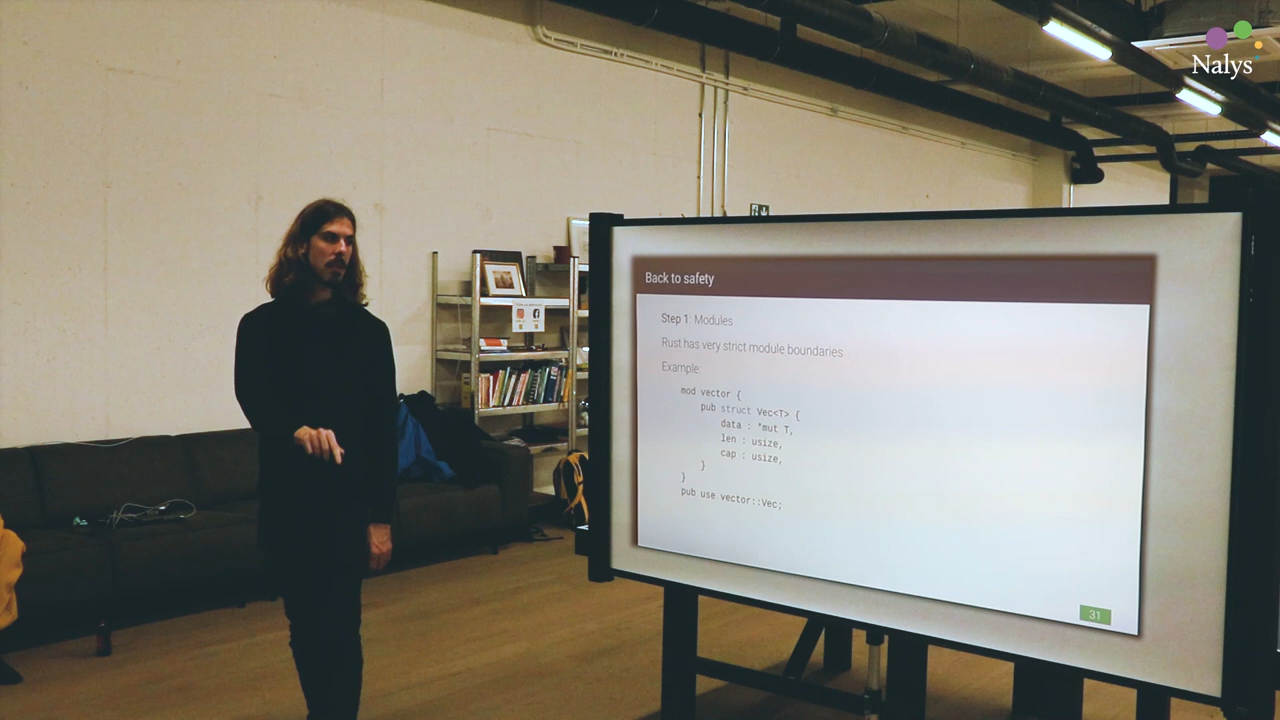 Nalys
Back to safety
Step 1: Modules
Rust has very strict module boundaries
Example:
mod vector {
pub struct Vec<T> {
data : *mut T,
len : usize,
cap : usize,
}
}
pub use vector::Vec;
31